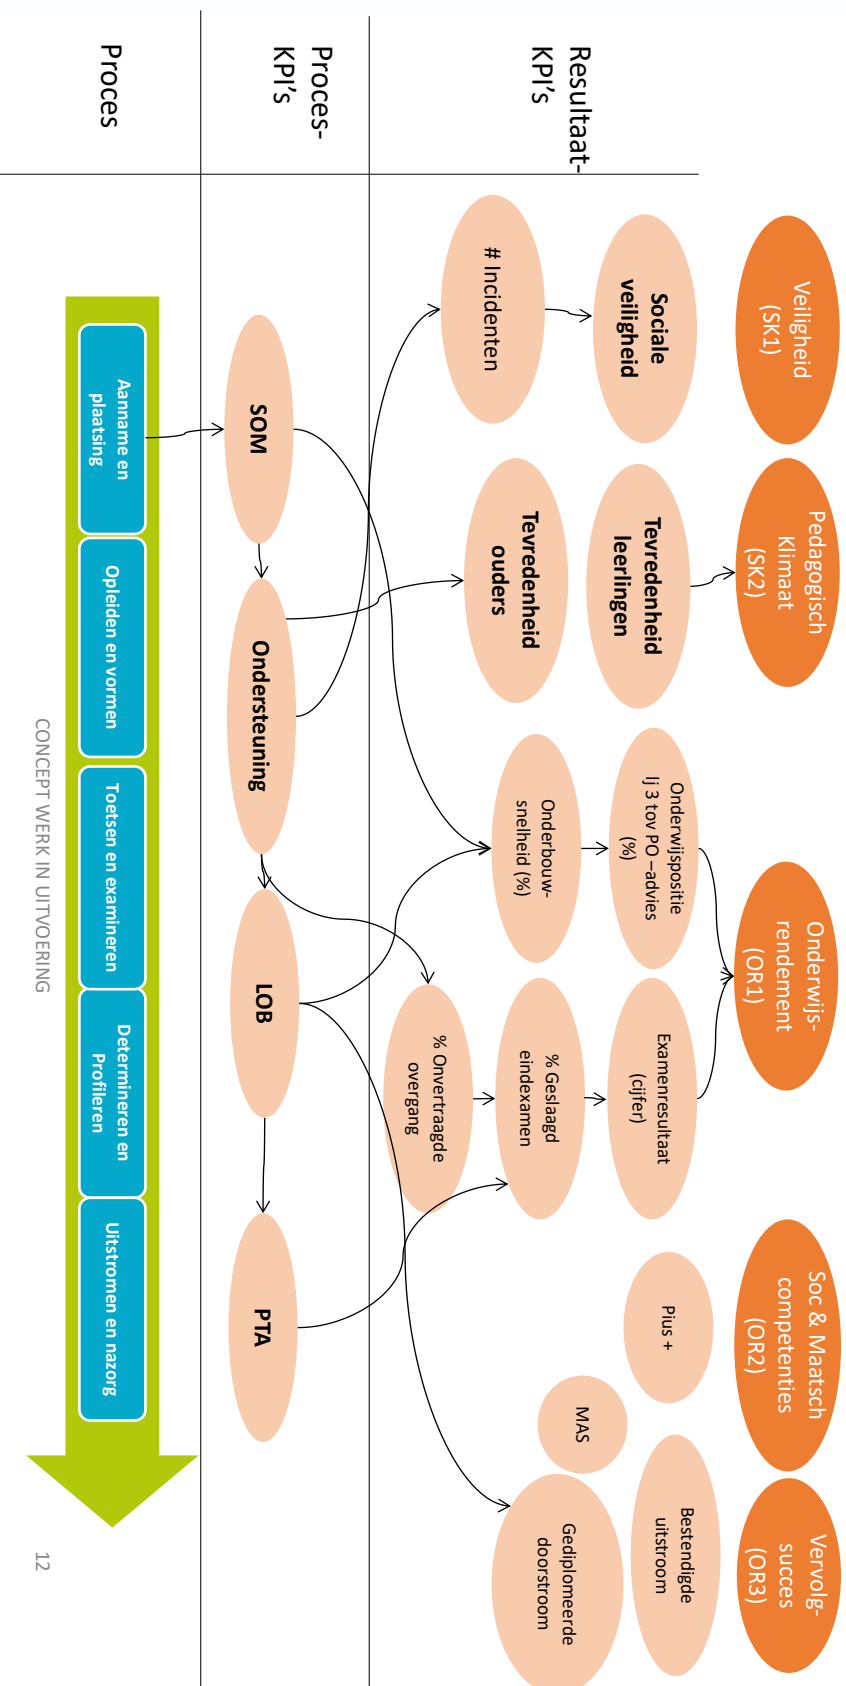 Veiligheid
(SK1)
Pedagogisch
Klimaat
(SK2)
Onderwijs-
rendement
(OR1)
Soc & Maatsch
competenties
(OR2)
Vervolg-
succes
(OR3)
Resultaat-
KPI's
Sociale
veiligheid
# Incidenten
Tevredenheid
leerlingen
Tevredenheid
ouders
Onderwijspositie
lj 3 tov PO –advies
(%)
Onderbouw-
snelheid (%)
Examenresultaat
(cijfer)
% Geslaagd
eindexamen
% Onvertraagde
overgang
Pius +
MAS
Bestendigde
uitstroom
Gediplomeerde
doorstroom
Proces-
KPI's
SOM
Ondersteuning
LOB
PTA
Proces
Aanname en
plaatsing
Opleiden en vormen
Toetsen en examineren
Determineren en
Profileren
Uitstromen en nazorg
CONCEPT WERK IN UITVOERING
12